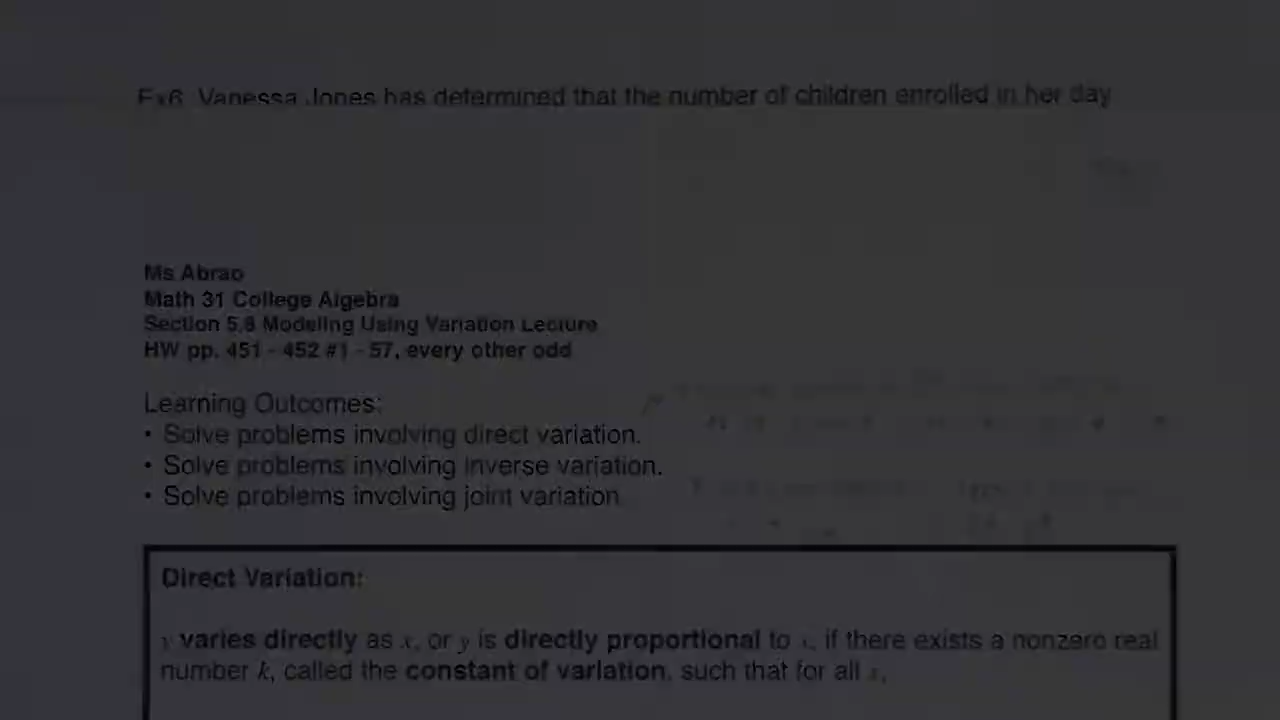 Ex6. Vanessa Jones has determined that the number of children enrolled in her day
Ms Abrao
Math 31 College Algebra
Section 5.8 Modeling Using Variation Lecture
HW pp. 451 - 452 #1 - 57, every other odd
Learning Outcomes:
• Solve problems involving direct variation.
• Solve problems involving inverse variation.
• Solve problems involving joint variation.
Direct Variation:
y varies directly as x, or y is directly proportional to x, if there exists a nonzero real
number k, called the constant of variation, such that for all x,